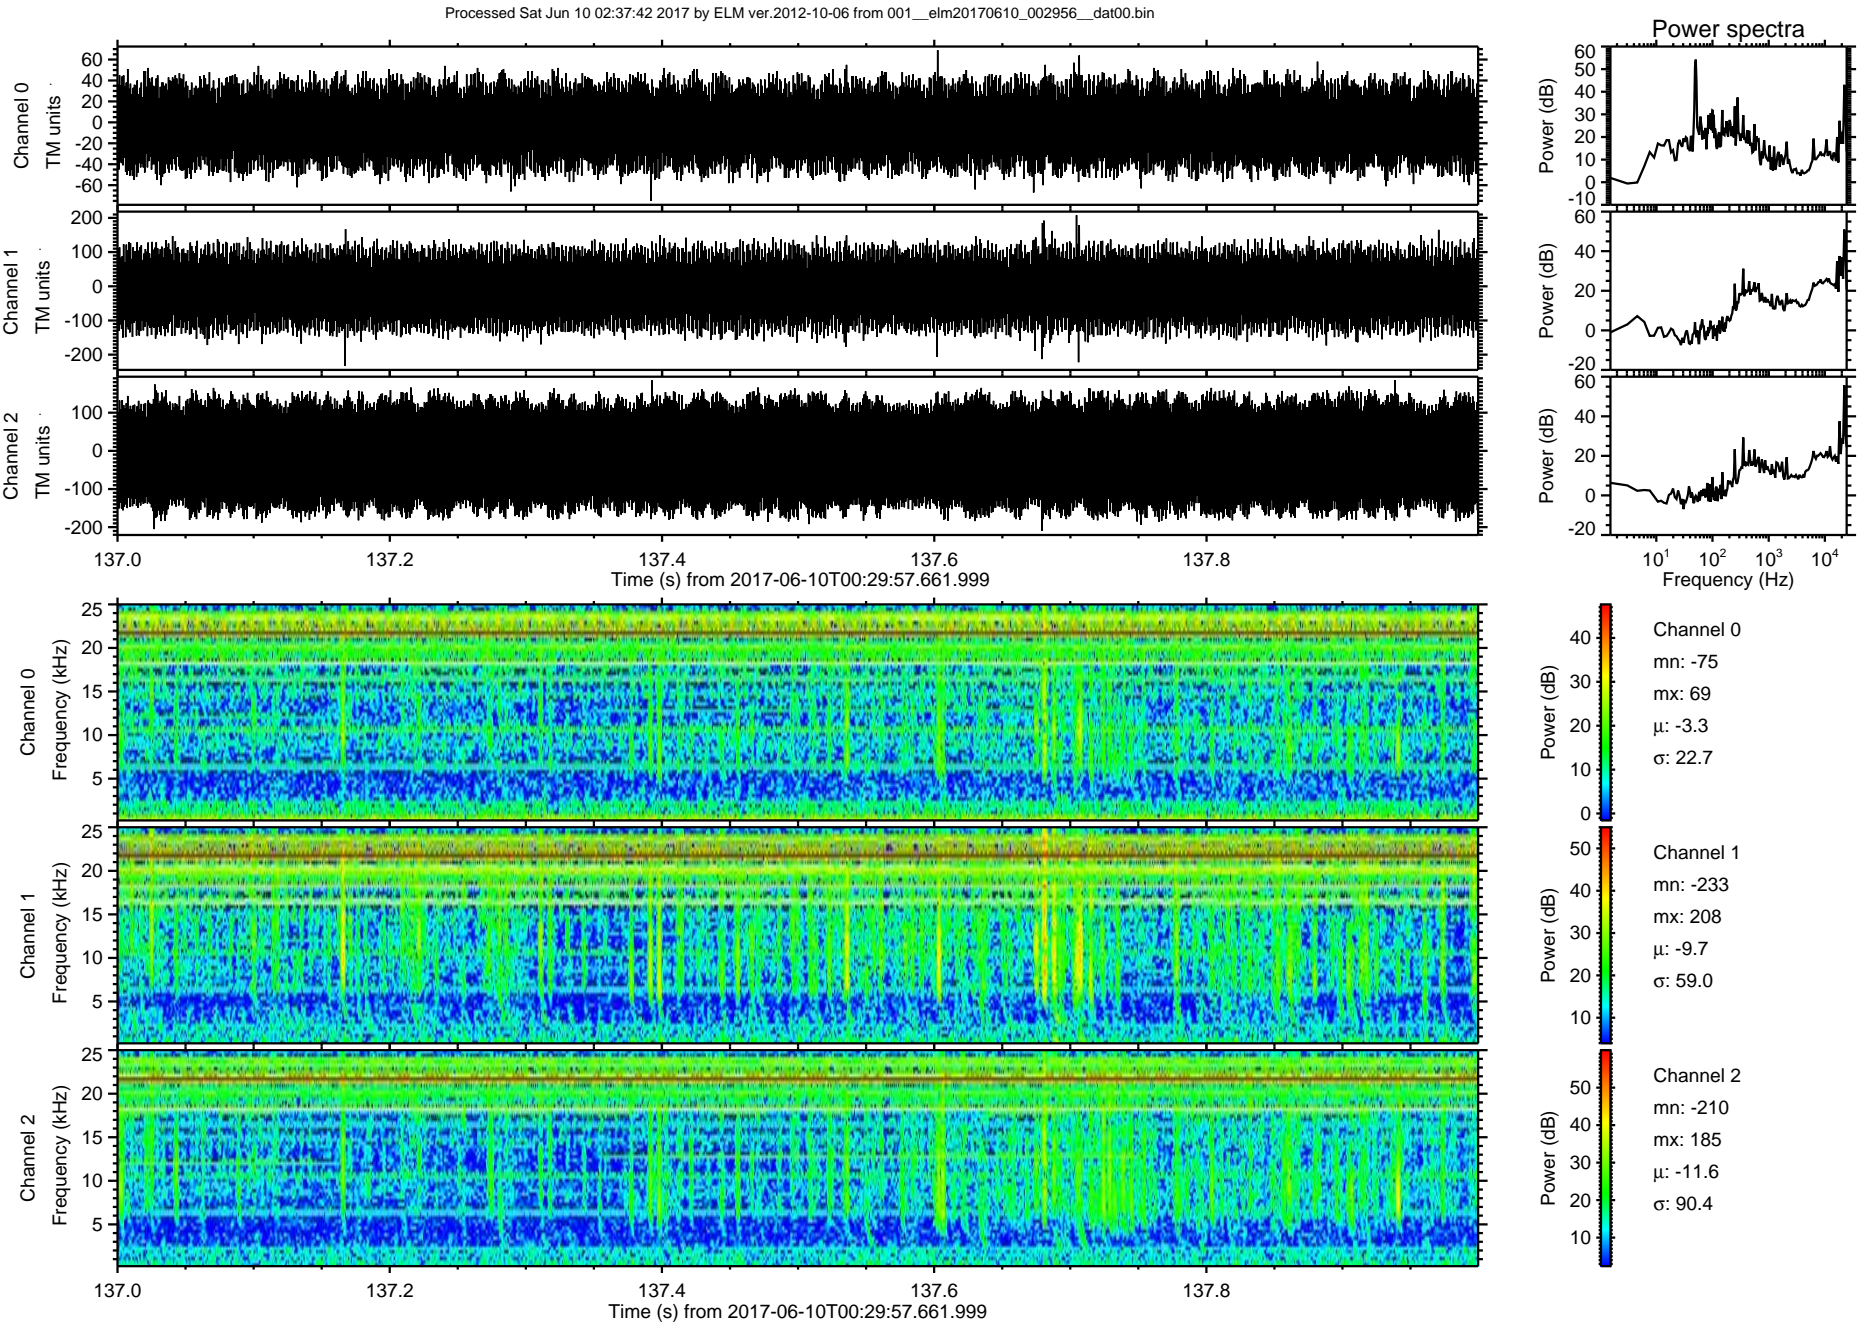 Processed Sat Jun 10 02:37:42 2017 by ELM ver.2012-10-06 from 001__elm20170610_002956__dat00.bin
Power spectra
Channel 0
TM units
60
40
20
0
-20
-40
-60
Power (dB)
60
50
40
30
20
10
0
-10
Channel 1
TM units
200
100
0
-100
-200
Power (dB)
60
40
20
0
-20
Channel 2
TM units
100
0
-100
-200
Power (dB)
60
40
20
0
-20
137.0 137.2 137.4 137.6 137.8
Time (s) from 2017-06-10T00:29:57.661.999
10^1 10^2 10^3 10^4
Frequency (Hz)
Channel 0
Frequency (kHz)
25
20
15
10
5
Power (dB)
40
30
20
10
0
Channel 0
mn: -75
mx: 69
μ: -3.3
σ: 22.7
Channel 1
Frequency (kHz)
25
20
15
10
5
Power (dB)
50
40
30
20
10
Channel 1
mn: -233
mx: 208
μ: -9.7
σ: 59.0
Channel 2
Frequency (kHz)
25
20
15
10
5
Power (dB)
50
40
30
20
10
Channel 2
mn: -210
mx: 185
μ: -11.6
σ: 90.4
137.0 137.2 137.4 137.6 137.8
Time (s) from 2017-06-10T00:29:57.661.999